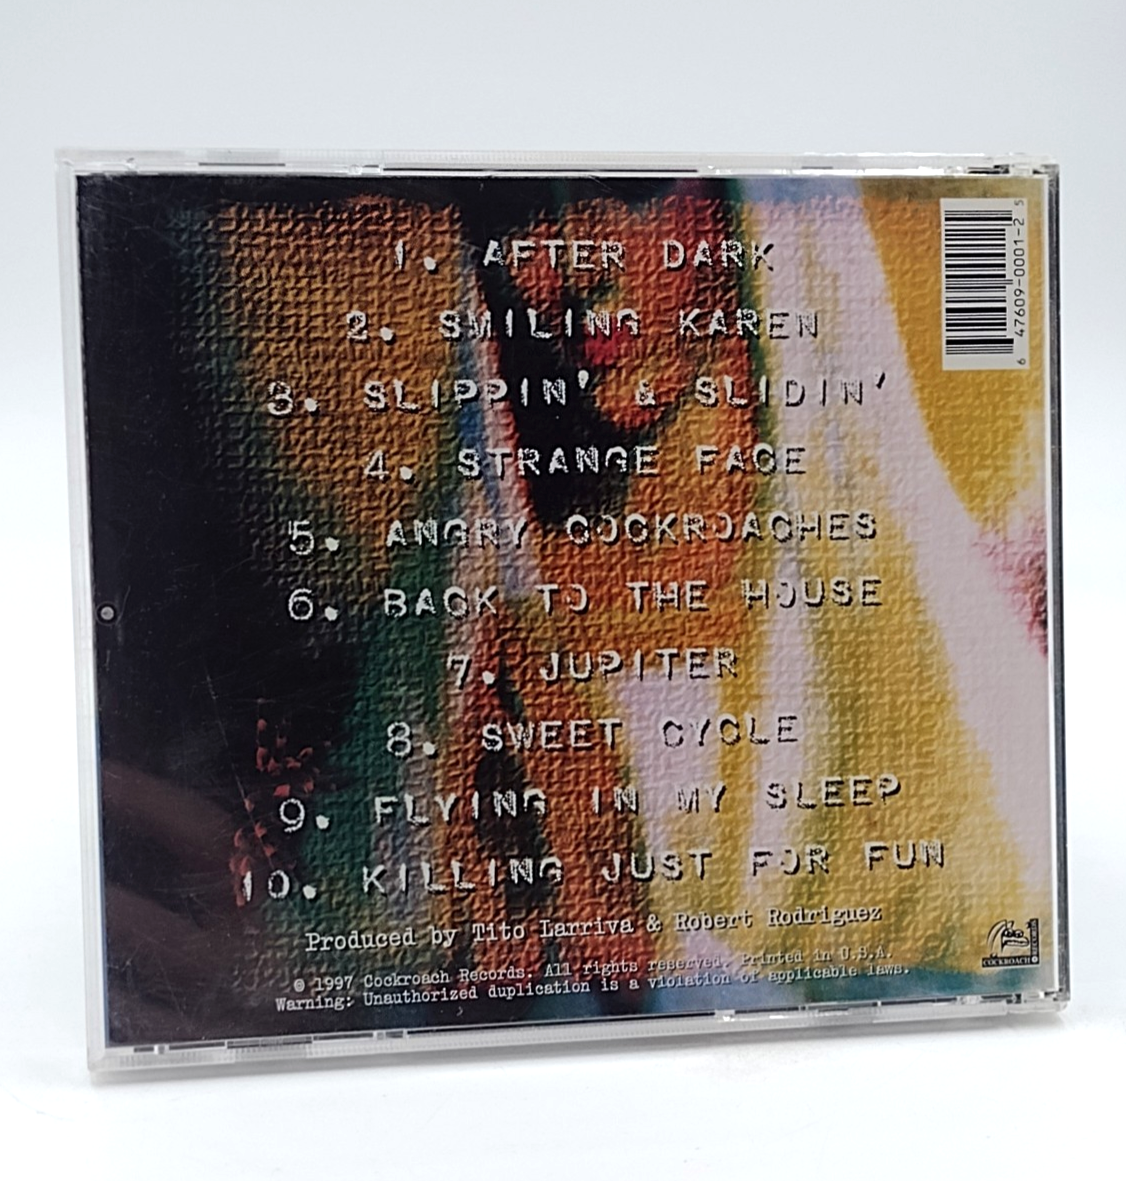 1. AFTER DARK
2. SMILING KAREN
3. SLIPPIN' & SLIDIN'
4. STRANGE FACE
5. ANGRY COCKROACHES
6. BACK TO THE HOUSE
7. JUPITER
8. SWEET CYCLE
9. FLYING IN MY SLEEP
10. KILLING JUST FOR FUN
Produced by Tito Larriva & Robert Rodriguez
© 1997 Cockroach Records. All rights reserved. Printed in U.S.A.
Warning: Unauthorized duplication is a violation of applicable laws.
6 47609-0001-2 5
COCKROACH